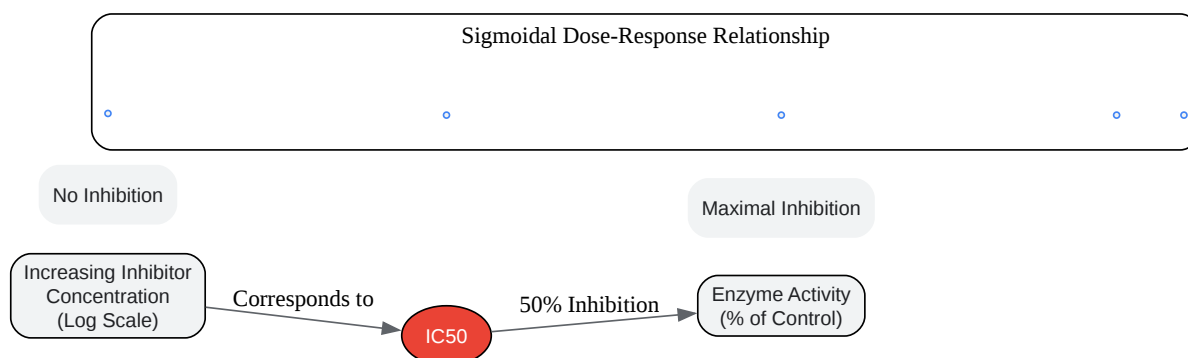 Sigmoidal Dose-Response Relationship
No Inhibition
Maximal Inhibition
Increasing Inhibitor
Concentration
(Log Scale)
Corresponds to
IC50
50% Inhibition
Enzyme Activity
(% of Control)